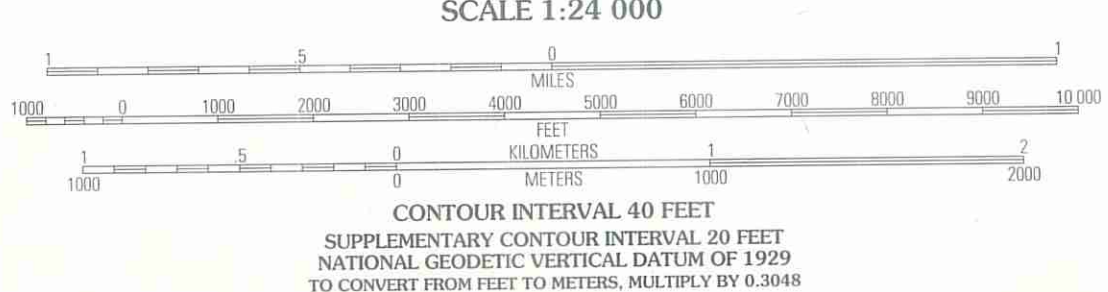 SCALE 1:24 000
1 .5 0 1
MILES
1000 0 1000 2000 3000 4000 5000 6000 7000 8000 9000 10 000
FEET
1 .5 0 KILOMETERS 1 2
1000 0 METERS 1000 2000
CONTOUR INTERVAL 40 FEET
SUPPLEMENTARY CONTOUR INTERVAL 20 FEET
NATIONAL GEODETIC VERTICAL DATUM OF 1929
TO CONVERT FROM FEET TO METERS, MULTIPLY BY 0.3048